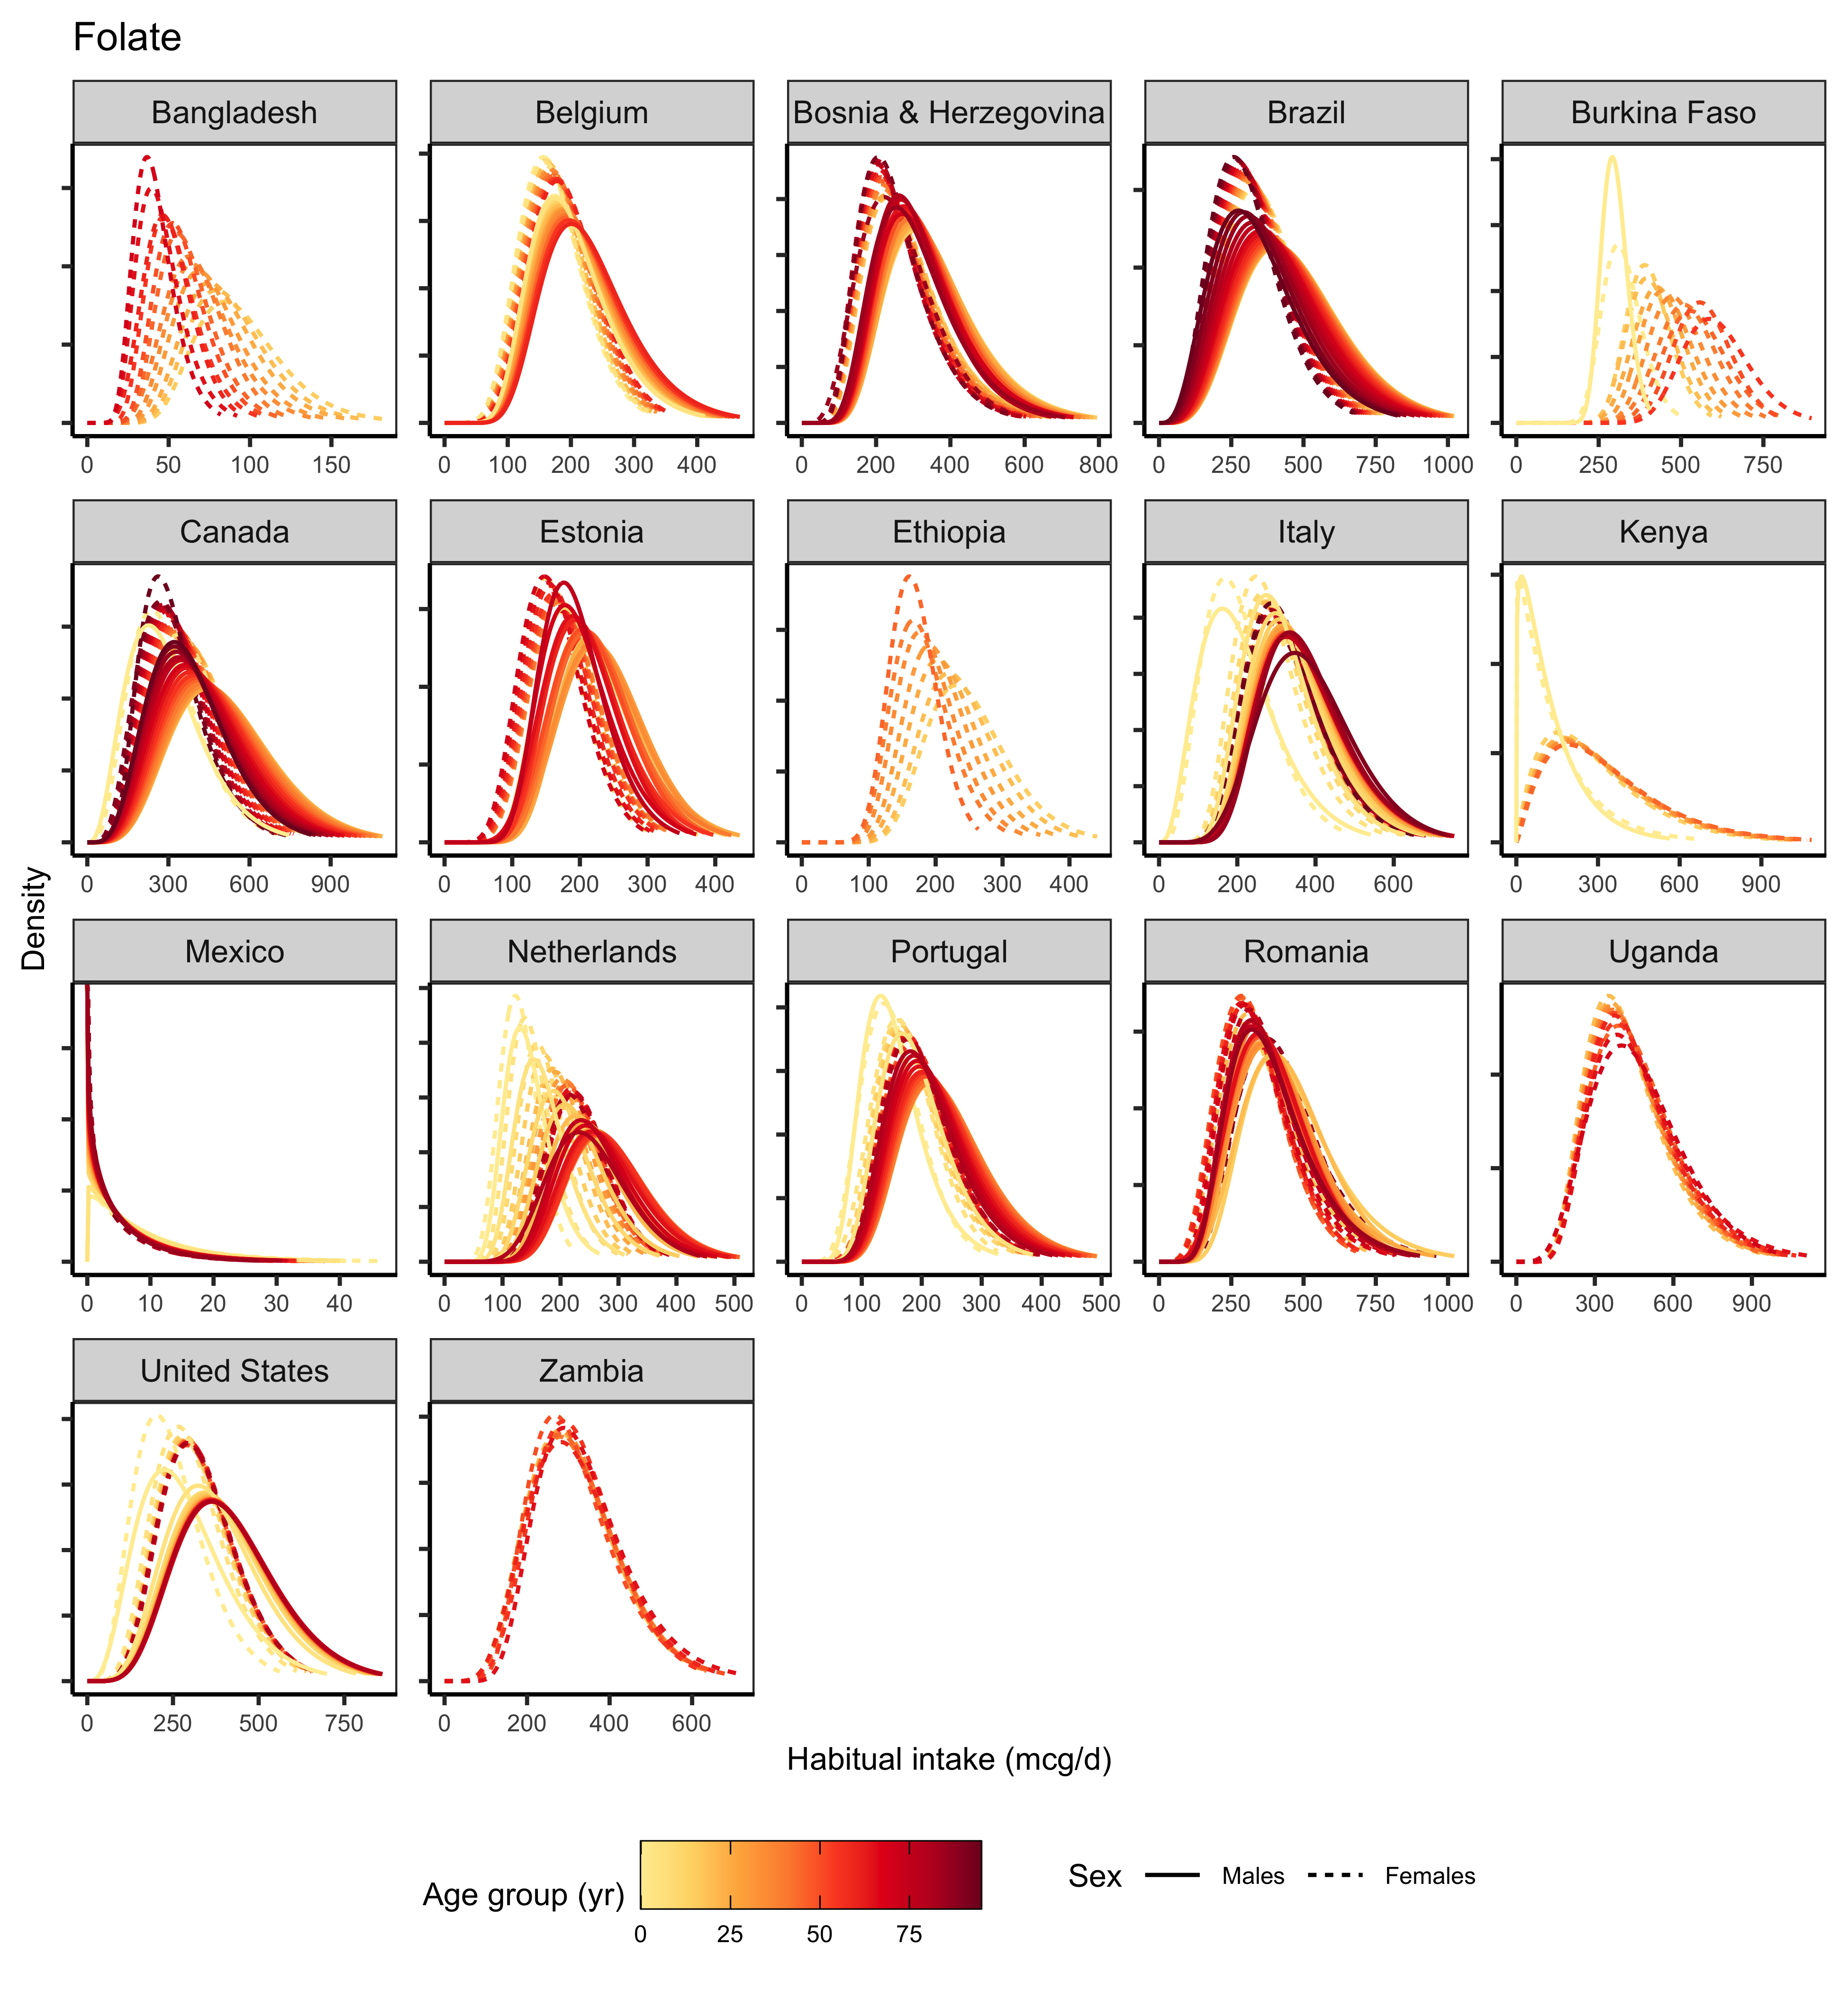 Folate
Bangladesh Belgium Bosnia & Herzegovina Brazil Burkina Faso
0 50 100 150 0 100 200 300 400 200 400 600 800 0 250 500 750 1000 0 250 500 750
Canada Estonia Ethiopia Italy Kenya
0 300 600 900 0 100 200 300 400 0 100 200 300 400 0 200 400 600 0 300 600 900
Density
Mexico Netherlands Portugal Romania Uganda
0 10 20 30 40 0 100 200 300 400 500 0 100 200 300 400 500 0 250 500 750 1000 0 300 600 900
United States Zambia
0 250 500 750 0 200 400 600
Habitual intake (mcg/d)
Age group (yr)
0 25 50 75
Sex Males Females